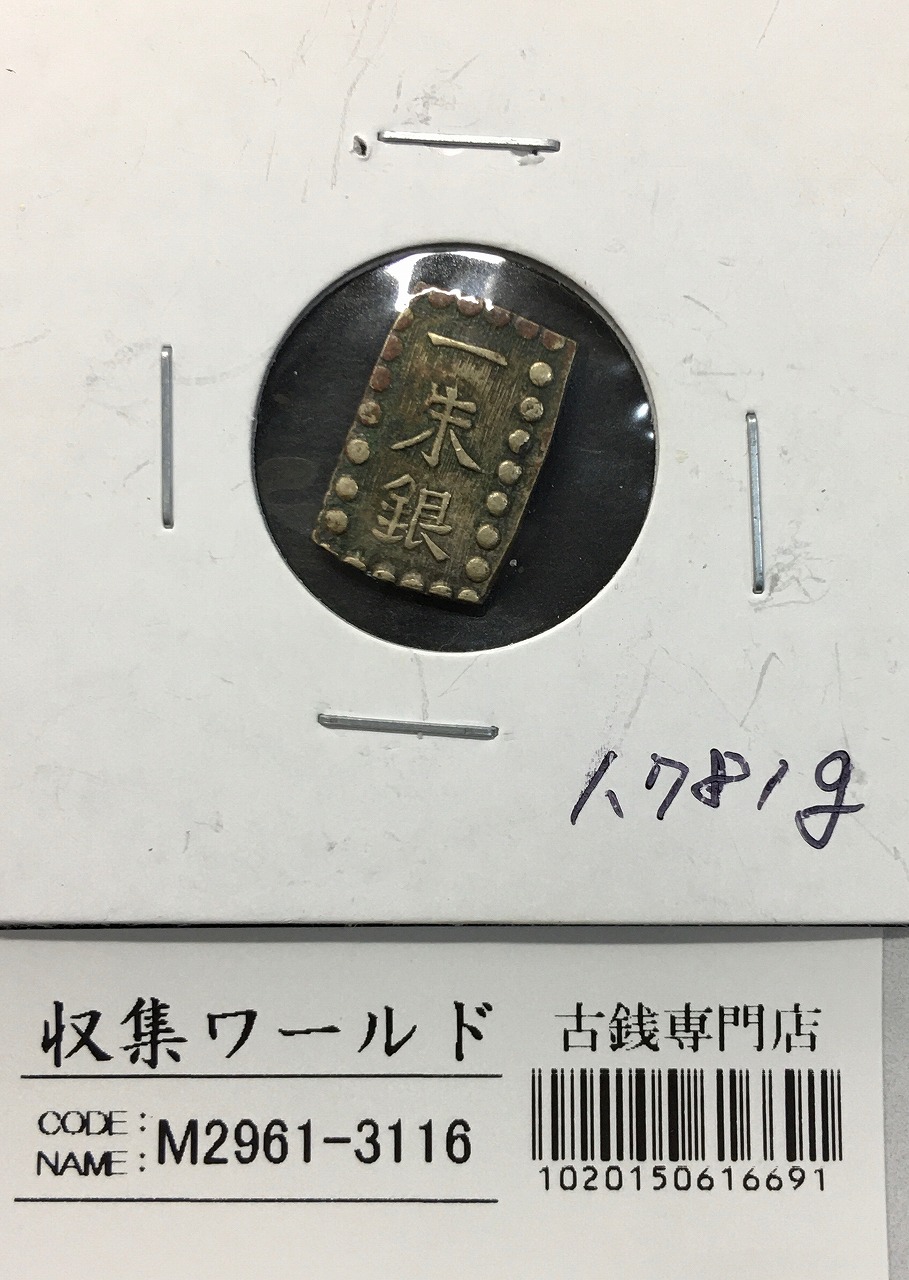 一
朱
銀
1.781g
収集ワールド
古銭専門店
CODE:
NAME:
M2961-3116
1020150616691